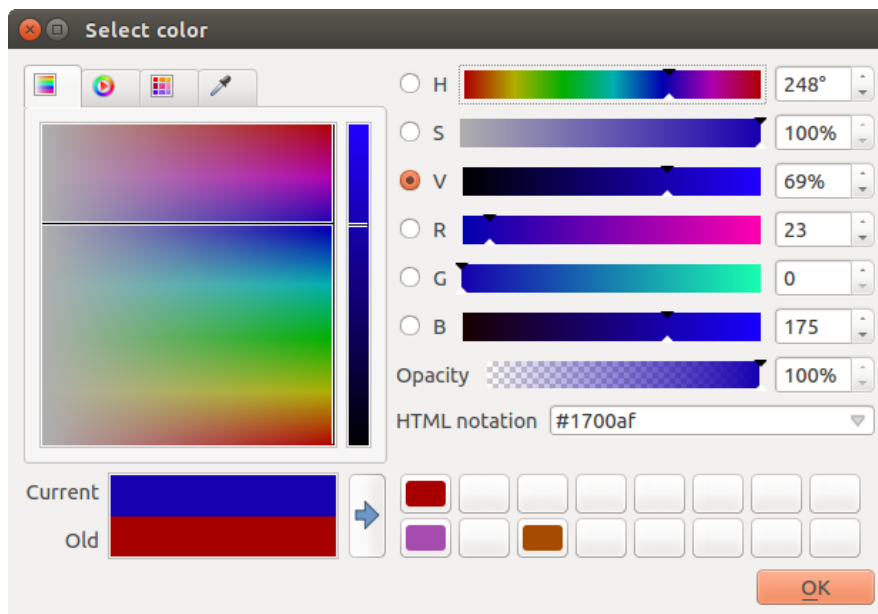 Select color
H 248°
S 100%
V 69%
R 23
G 0
B 175
Opacity 100%
HTML notation #1700af
Current
Old
OK